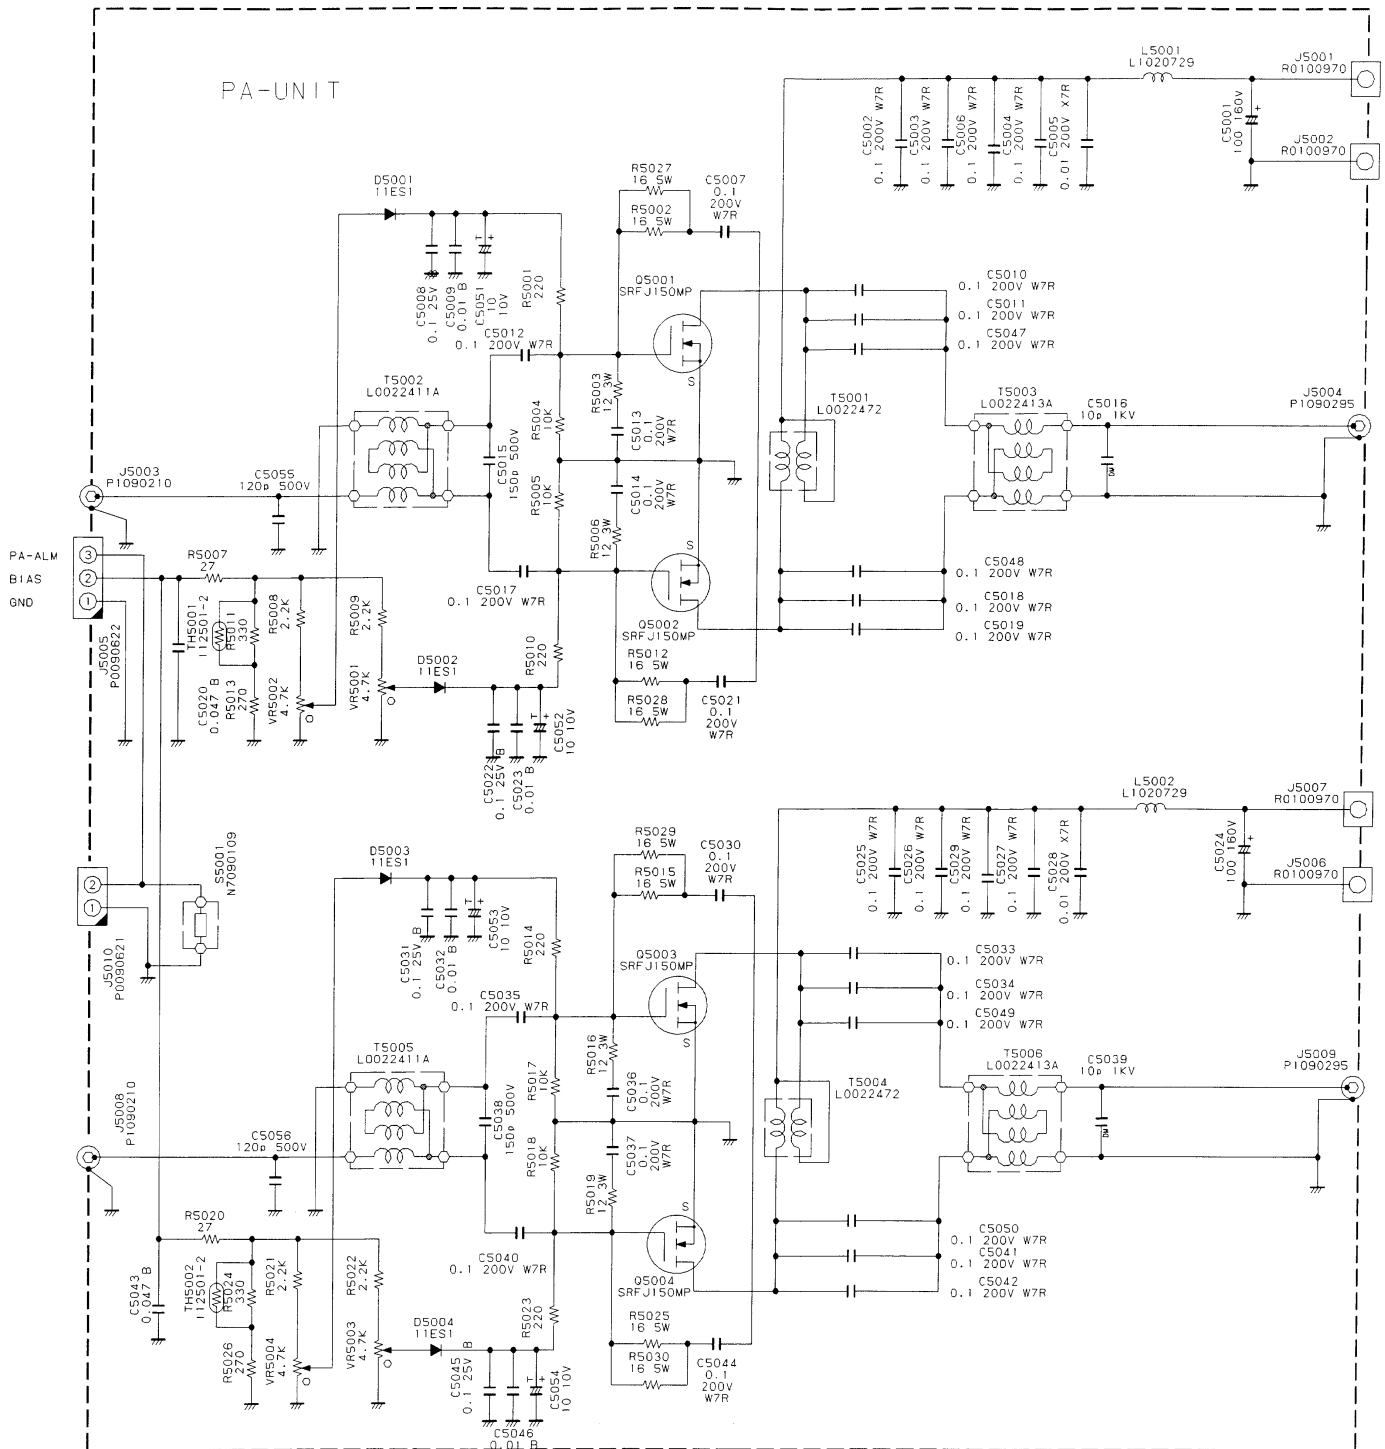 PA-UNIT
L5001
L1020729
J5001
R0100970
C5002
0.1 200V W7R
C5003
0.1 200V W7R
C5006
0.1 200V W7R
C5004
0.1 200V W7R
C5005
0.01 200V X7R
C5001
100 160V
+
J5002
R0100970
D5001
11ES1
R5027
16 5W
R5002
16 5W
C5007
0.1
200V
W7R
C5008
0.1 25V B
C5009
0.01 B
C5051
10
10V
T +
R5001
220
Q5001
SRFJ150MP
S
C5010
0.1 200V W7R
C5011
0.1 200V W7R
C5047
0.1 200V W7R
C5012
0.1 200V W7R
T5002
L0022411A
R5003
12 3W
R5004
10K
C5013
0.1
200V
W7R
T5001
L0022472
T5003
L0022413A
C5016
10p 1KV
J5004
P1090295
C5015
150p 500V
R5005
10K
C5014
0.1
200V
W7R
R5006
12 3W
J5003
P1090210
C5055
120p 500V
PA-ALM
3
BIAS
2
GND
1
J5005
P0090622
R5007
27
TH5001
112501-2
R5011
330
R5008
2.2K
R5009
2.2K
C5017
0.1 200V W7R
S
Q5002
SRFJ150MP
C5048
0.1 200V W7R
C5018
0.1 200V W7R
C5019
0.1 200V W7R
R5010
220
R5012
16 5W
R5028
16 5W
C5021
0.1
200V
W7R
C5020
0.047 B
R5013
270
VR5002
4.7K
VR5001
4.7K
D5002
11ES1
C5022
0.1 25V B
C5023
0.01 B
C5052
10 10V
T +
L5002
L1020729
J5007
R0100970
C5025
0.1 200V W7R
C5026
0.1 200V W7R
C5029
0.1 200V W7R
C5027
0.1 200V W7R
C5028
0.01 200V X7R
C5024
100 160V
+
J5006
R0100970
S5001
N7090109
2
1
J5010
P0090621
D5003
11ES1
R5029
16 5W
R5015
16 5W
C5030
0.1
200V
W7R
C5031
0.1 25V B
C5032
0.01 B
C5053
10 10V
T +
R5014
220
Q5003
SRFJ150MP
S
C5033
0.1 200V W7R
C5034
0.1 200V W7R
C5049
0.1 200V W7R
C5035
0.1 200V W7R
T5005
L0022411A
R5016
12 3W
R5017
10K
C5036
0.1
200V
W7R
T5004
L0022472
T5006
L0022413A
C5039
10p 1KV
J5009
P1090295
C5038
150p 500V
R5018
10K
C5037
0.1
200V
W7R
R5019
12 3W
J5008
P1090210
C5056
120p 500V
R5020
27
C5043
0.047 B
TH5002
112501-2
R5024
330
R5021
2.2K
R5022
2.2K
C5040
0.1 200V W7R
S
Q5004
SRFJ150MP
C5050
0.1 200V W7R
C5041
0.1 200V W7R
C5042
0.1 200V W7R
R5023
220
R5025
16 5W
R5030
16 5W
C5044
0.1
200V
W7R
R5026
270
VR5004
4.7K
VR5003
4.7K
D5004
11ES1
C5045
0.1 25V B
C5046
0.01 B
C5054
10 10V
T +